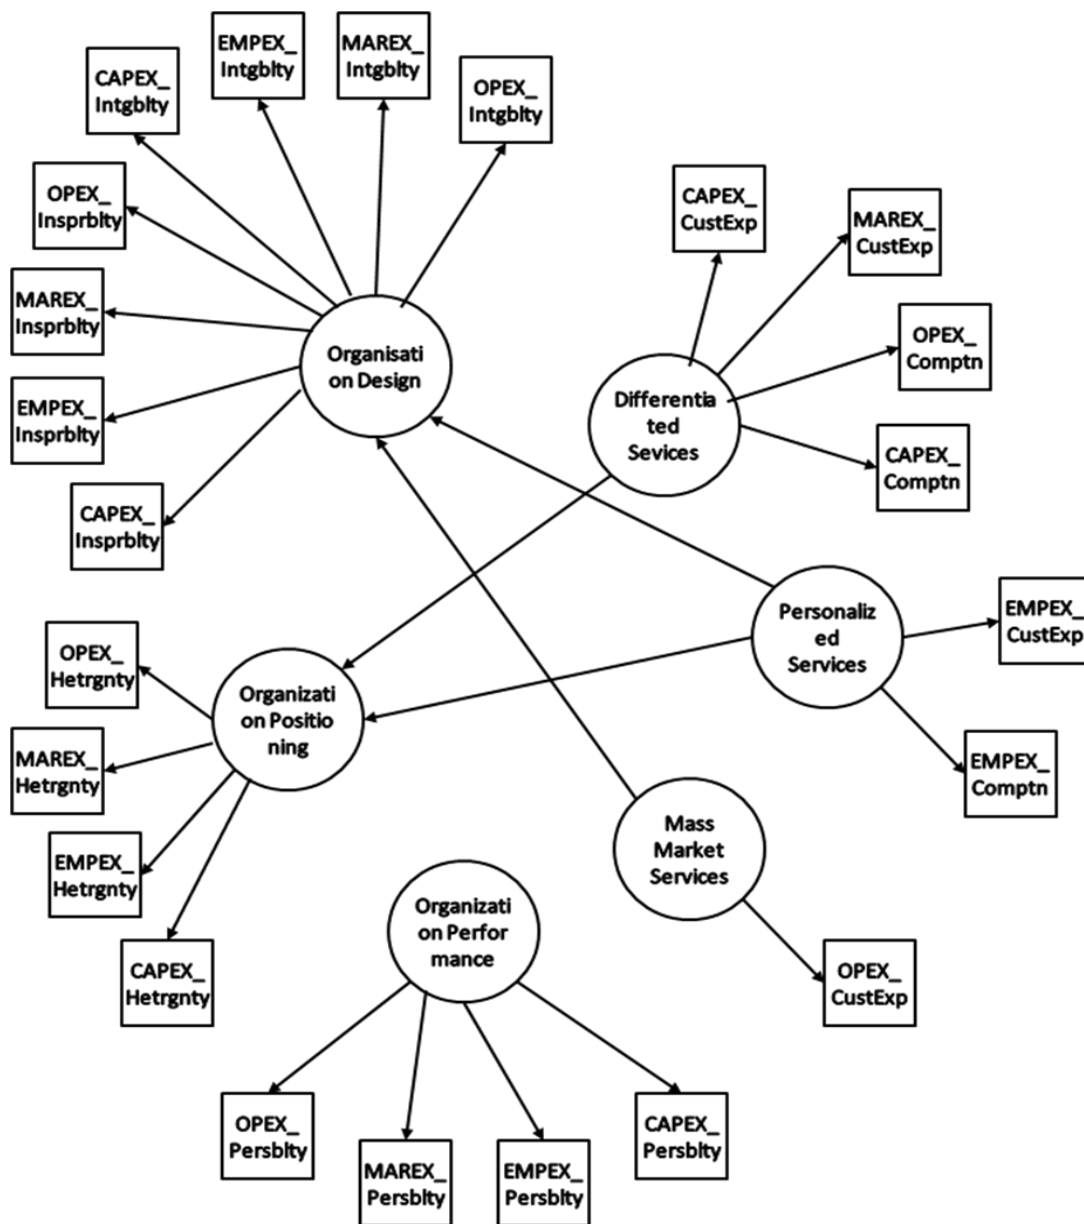 EMPEX_
Intgblty
MAREX_
Intgblty
CAPEX_
Intgblty
OPEX_
Intgblty
OPEX_
Insprblty
CAPEX_
CustExp
MAREX_
CustExp
MAREX_
Insprblty
OPEX_
Comptn
Organisati
on Design
EMPEX_
Insprblty
Differentia
ted
Sevices
CAPEX_
Comptn
CAPEX_
Insprblty
EMPEX_
CustExp
Personaliz
ed
Services
OPEX_
Hetrgnty
Organizati
on Positio
ning
MAREX_
Hetrgnty
EMPEX_
Comptn
Mass
Market
Services
EMPEX_
Hetrgnty
Organizati
on Perfor
mance
CAPEX_
Hetrgnty
OPEX_
CustExp
OPEX_
Persblty
CAPEX_
Persblty
MAREX_
Persblty
EMPEX_
Persblty